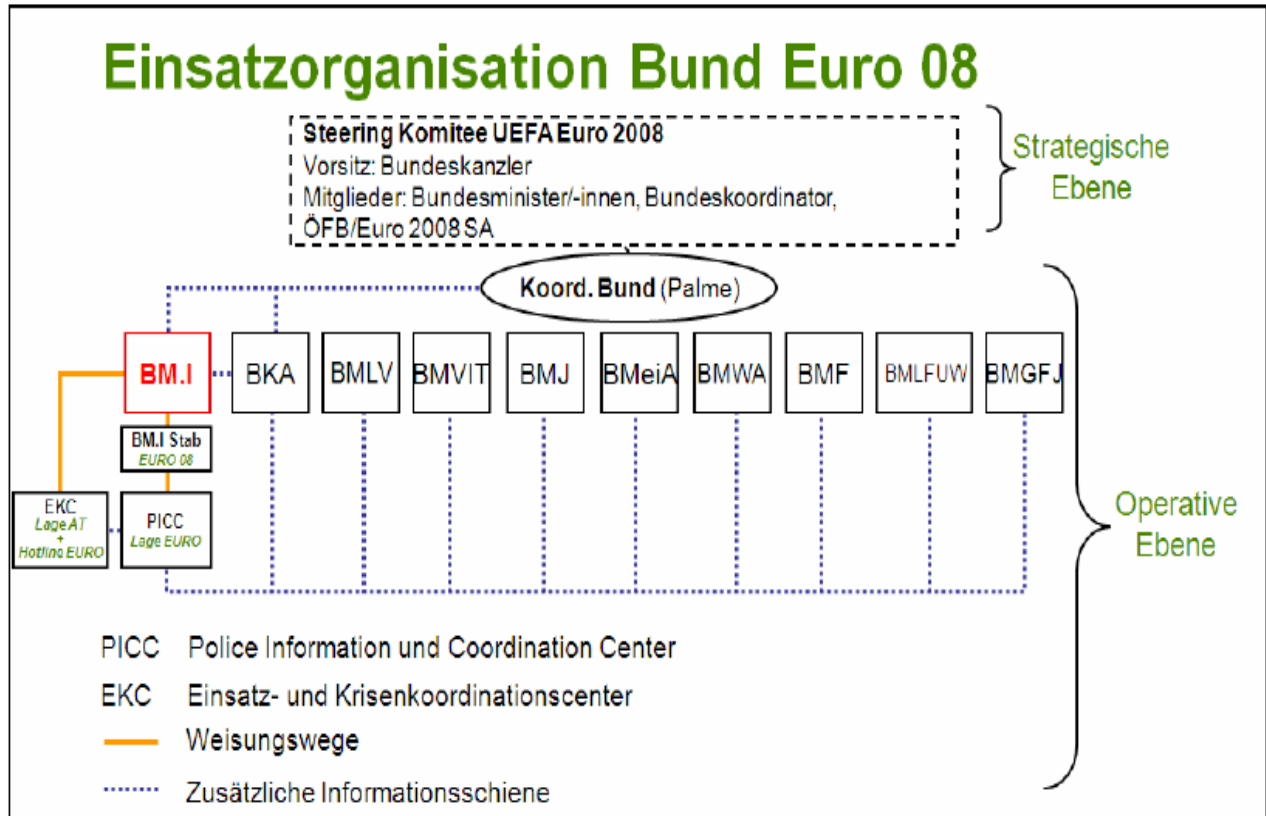 Einsatzorganisation Bund Euro 08
Steering Komitee UEFA Euro 2008
Vorsitz: Bundeskanzler
Mitglieder: Bundesminister/-innen, Bundeskoordinator,
ÖFB/Euro 2008 SA
Strategische
Ebene
Koord. Bund (Palme)
BM.I
BKA
BMLV
BMVIT
BMJ
BMeiA
BMWA
BMF
BMLFUW
BMGFJ
BM.I Stab
EURO 08
EKC
Lage AT
+
Hotline EURO
PICC
Lage EURO
Operative
Ebene
PICC Police Information und Coordination Center
EKC Einsatz- und Krisenkoordinationscenter
Weisungswege
Zusätzliche Informationsschiene